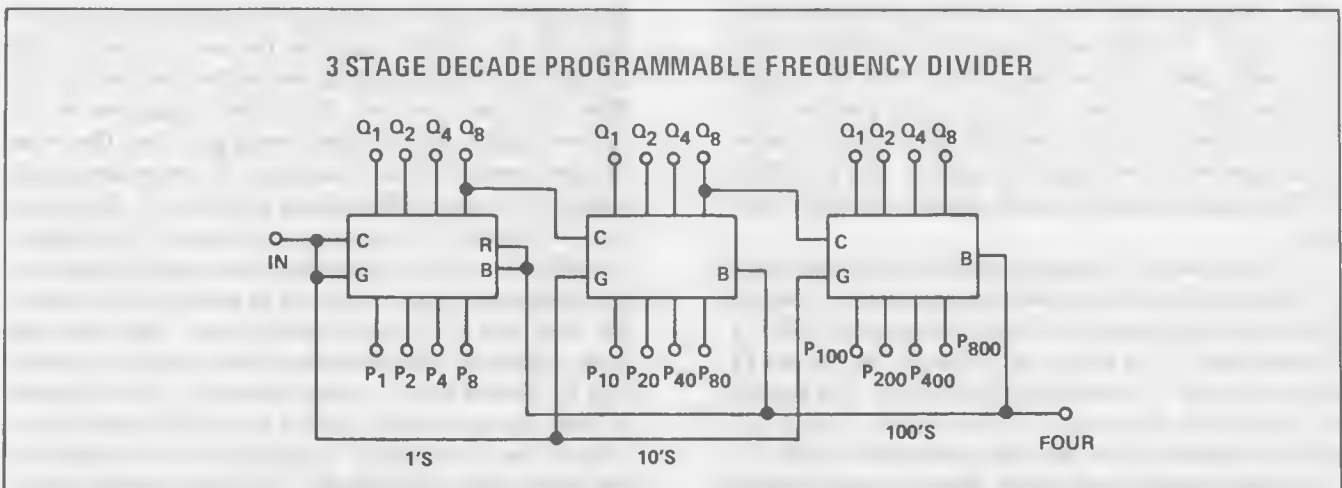 3 STAGE DECADE PROGRAMMABLE FREQUENCY DIVIDER
Q1 Q2 Q4 Q8 Q1 Q2 Q4 Q8 Q1 Q2 Q4 Q8
IN C R C C
G B G B G B
P1 P2 P4 P8 P10 P20 P40 P80 P100 P200 P400 P800
1'S 10'S 100'S FOUR